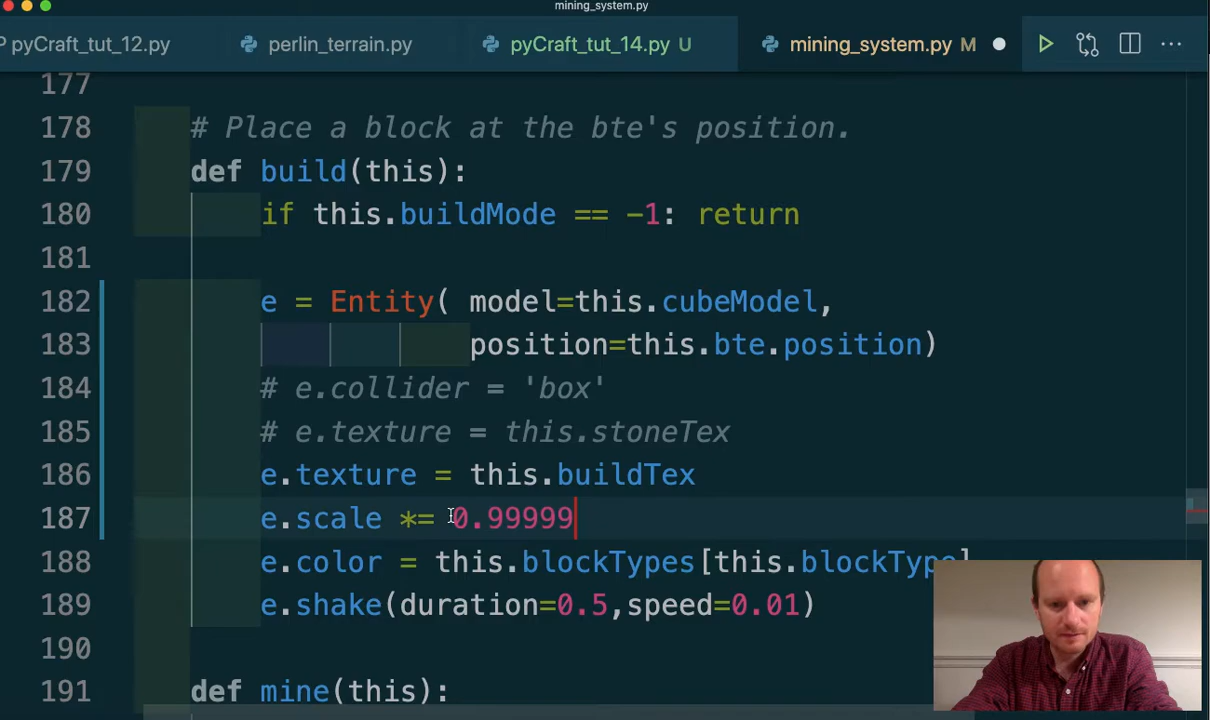 mining_system.py
pyCraft_tut_12.py perlin_terrain.py pyCraft_tut_14.py U mining_system.py M
177
178 # Place a block at the bte's position.
179 def build(this):
180 if this.buildMode == -1: return
181
182 e = Entity( model=this.cubeModel,
183 position=this.bte.position)
184 # e.collider = 'box'
185 # e.texture = this.stoneTex
186 e.texture = this.buildTex
187 e.scale *= 0.99999
188 e.color = this.blockTypes[this.blockType]
189 e.shake(duration=0.5,speed=0.01)
190
191 def mine(this):